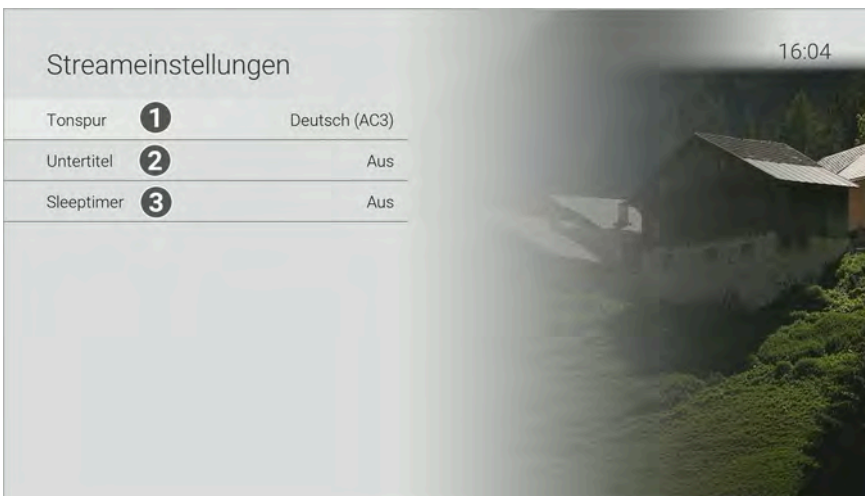 16:04
Streameinstellungen
Tonspur 1 Deutsch (AC3)
Untertitel 2 Aus
Sleeptimer 3 Aus